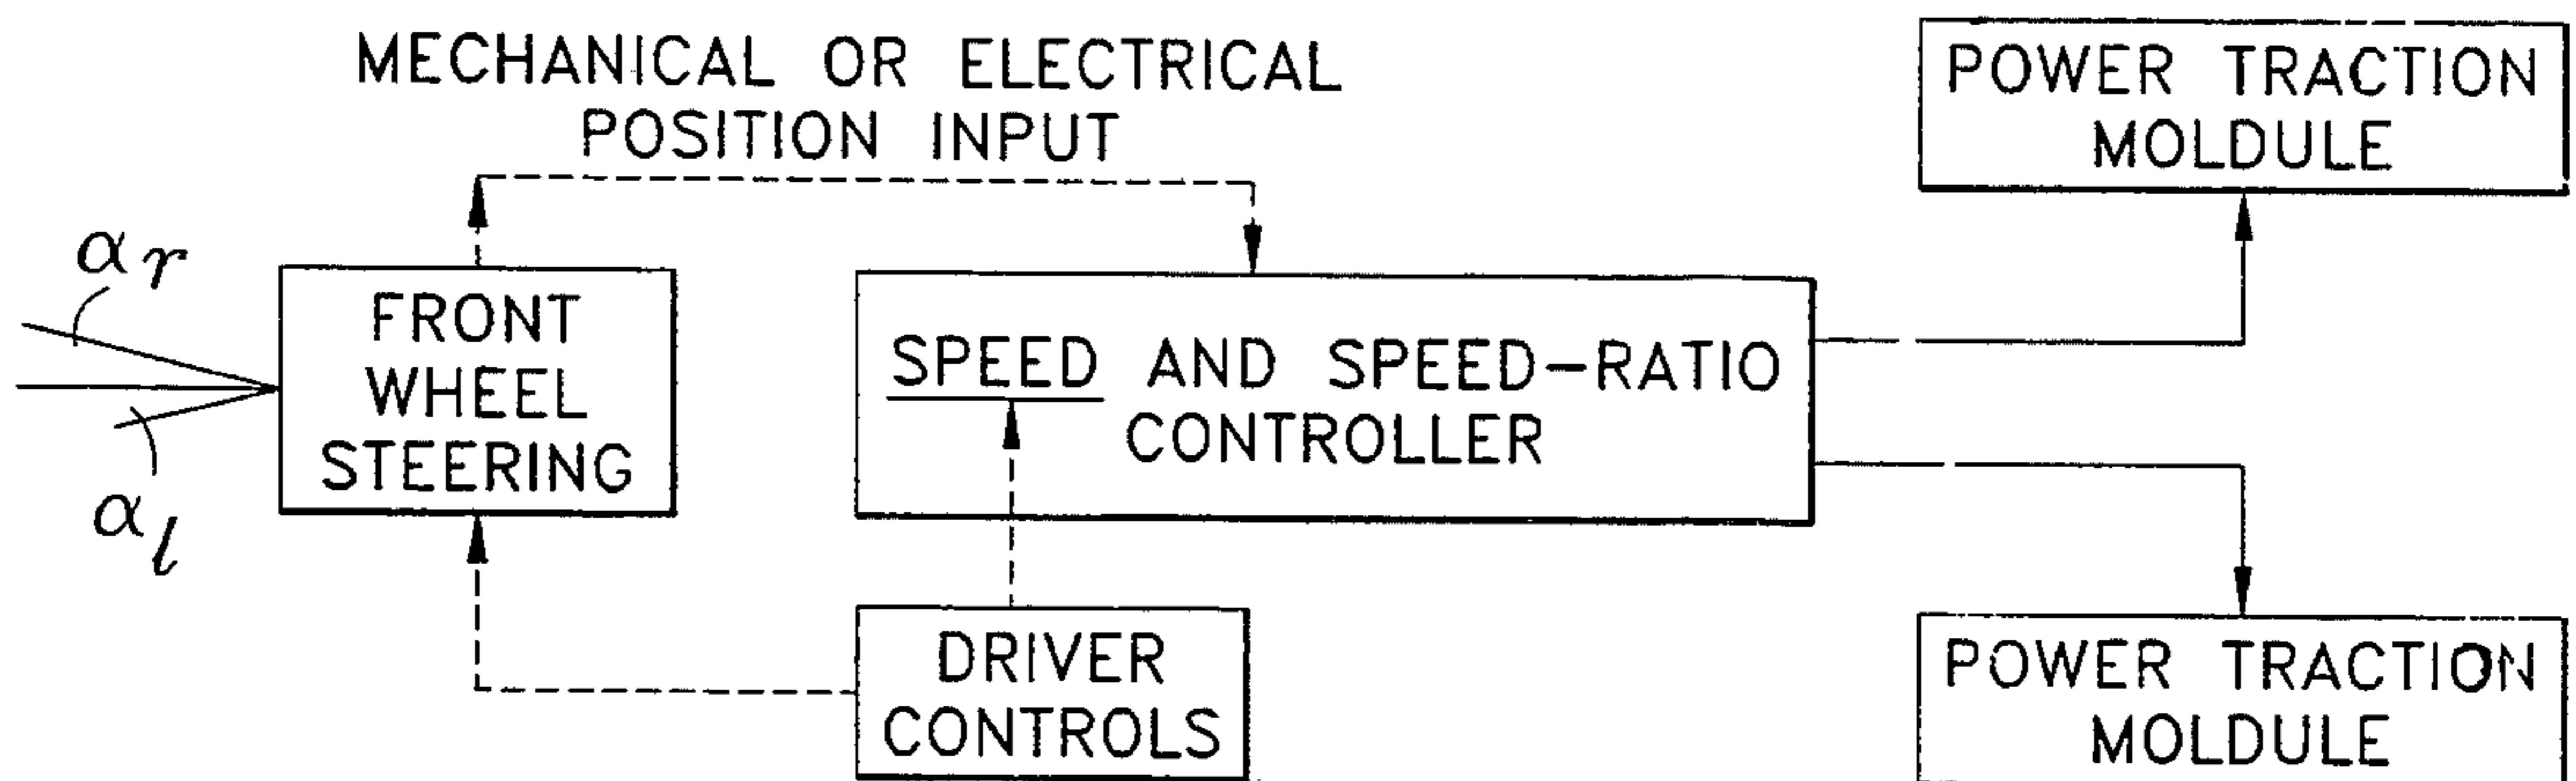 MECHANICAL OR ELECTRICAL
POSITION INPUT
POWER TRACTION
MOLDULE
αr
FRONT
WHEEL
STEERING
αl
SPEED AND SPEED-RATIO
CONTROLLER
DRIVER
CONTROLS
POWER TRACTION
MOLDULE